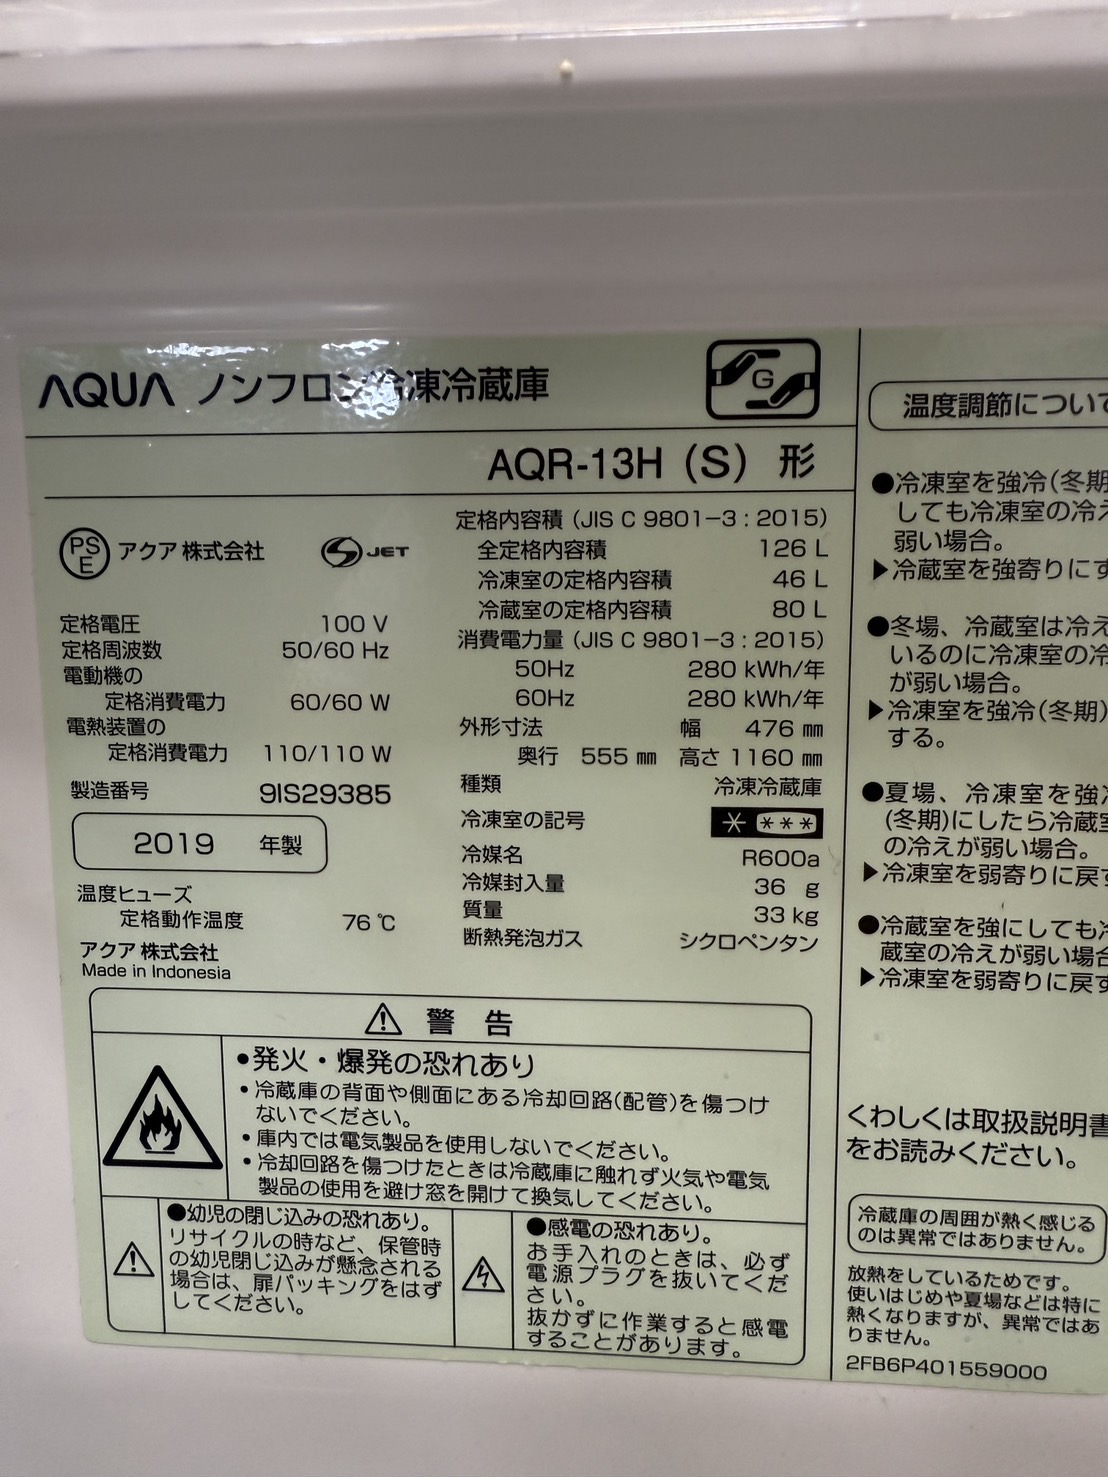 AQUA ノンフロン冷凍冷蔵庫
G
AQR-13H (S) 形
PS
E
アクア 株式会社
JET
定格電圧 100 V
定格周波数 50/60 Hz
電動機の
定格消費電力 60/60 W
電熱装置の
定格消費電力 110/110 W
製造番号 9IS29385
2019 年製
温度ヒューズ
定格動作温度 76 ℃
アクア 株式会社
Made in Indonesia
定格内容積 (JIS C 9801-3:2015)
全定格内容積 126 L
冷凍室の定格内容積 46 L
冷蔵室の定格内容積 80 L
消費電力量 (JIS C 9801-3:2015)
50Hz 280 kWh/年
60Hz 280 kWh/年
外形寸法 幅 476 ㎜
奥行 555 ㎜ 高さ 1160 ㎜
種類 冷凍冷蔵庫
冷凍室の記号 * ***
冷媒名 R600a
冷媒封入量 36 g
質量 33 kg
断熱発泡ガス シクロペンタン
⚠ 警 告
●発火・爆発の恐れあり
・冷蔵庫の背面や側面にある冷却回路(配管)を傷つけ
ないでください。
・庫内では電気製品を使用しないでください。
・冷却回路を傷つけたときは冷蔵庫に触れず火気や電気
製品の使用を避け窓を開けて換気してください。
●幼児の閉じ込みの恐れあり。
リサイクルの時など、保管時
の幼児閉じ込みが懸念される
場合は、扉パッキングをはず
してください。
●感電の恐れあり。
お手入れのときは、必ず
電源プラグを抜いてくだ
さい。
抜かずに作業すると感電
することがあります。
温度調節について
●冷凍室を強冷(冬期
しても冷凍室の冷え
弱い場合。
▶冷蔵室を強寄りにす
●冬場、冷蔵室は冷え
いるのに冷凍室の冷
が弱い場合。
▶冷凍室を強冷(冬期)
する。
●夏場、冷凍室を強冷
(冬期)にしたら冷蔵室
の冷えが弱い場合。
▶冷凍室を弱寄りに戻す
●冷蔵室を強にしても冷
蔵室の冷えが弱い場合
▶冷凍室を弱寄りに戻す
くわしくは取扱説明書
をお読みください。
冷蔵庫の周囲が熱く感じる
のは異常ではありません。
放熱をしているためです。
使いはじめや夏場などは特に
熱くなりますが、異常ではあ
りません。
2FB6P401559000